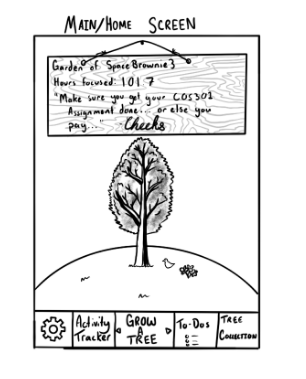 MAIN/HOME SCREEN
Garden of SpaceBrownie3
Hours focused: 101.7
"Make sure you get your COS301
Assignment done... or else you
pay..." Cheeks
Activity
Tracker
GROW
A
TREE
To-Dos
TREE
COLLECTION